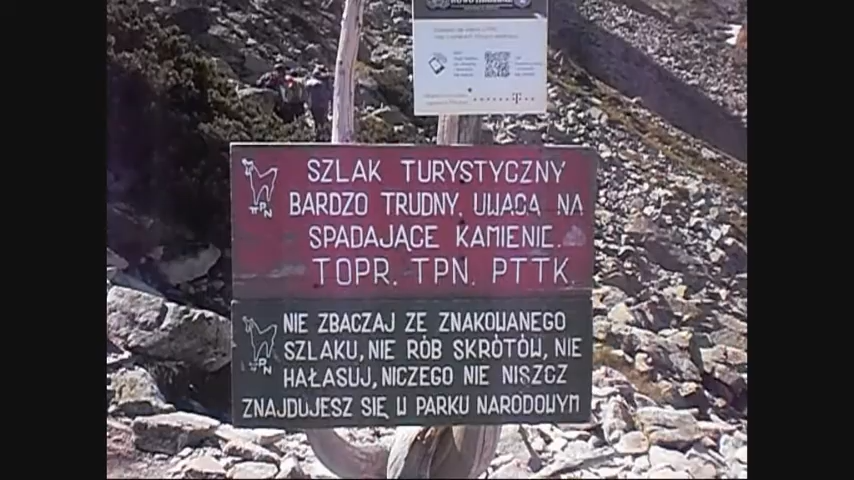 SZLAK TURYSTYCZNY
BARDZO TRUDNY. UWAGA NA
SPADAJĄCE KAMIENIE.
TOPR. TPN. PTTK.
NIE ZBACZAJ ZE ZNAKOWANEGO
SZLAKU, NIE RÓB SKRÓTÓW, NIE
HAŁASUJ, NICZEGO NIE NISZCZ
ZNAJDUJESZ SIĘ W PARKU NARODOWYM